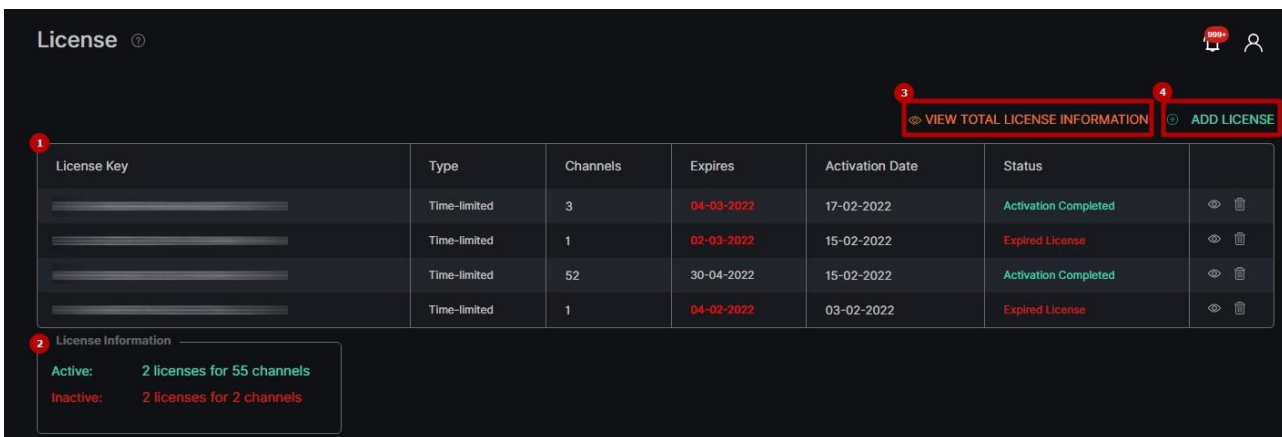 License
999+
3 4
VIEW TOTAL LICENSE INFORMATION ADD LICENSE
1
License Key Type Channels Expires Activation Date Status
Time-limited 3 04-03-2022 17-02-2022 Activation Completed
Time-limited 1 02-03-2022 15-02-2022 Expired License
Time-limited 52 30-04-2022 15-02-2022 Activation Completed
Time-limited 1 04-02-2022 03-02-2022 Expired License
2 License Information
Active: 2 licenses for 55 channels
Inactive: 2 licenses for 2 channels